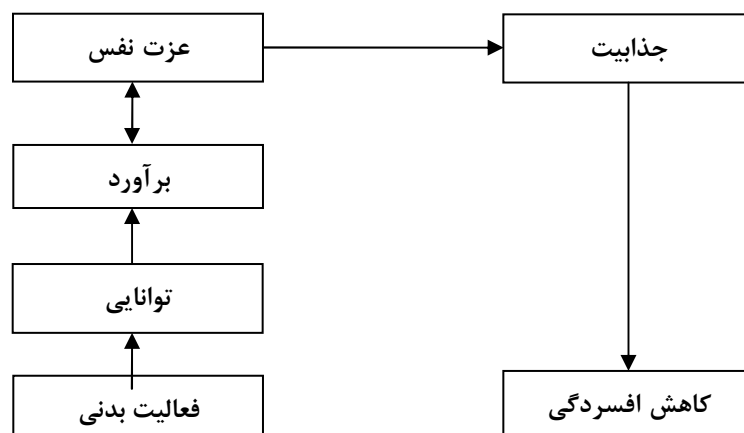 عزت نفس
جذابیت
برآورد
توانایی
فعالیت بدنی
کاهش افسردگی